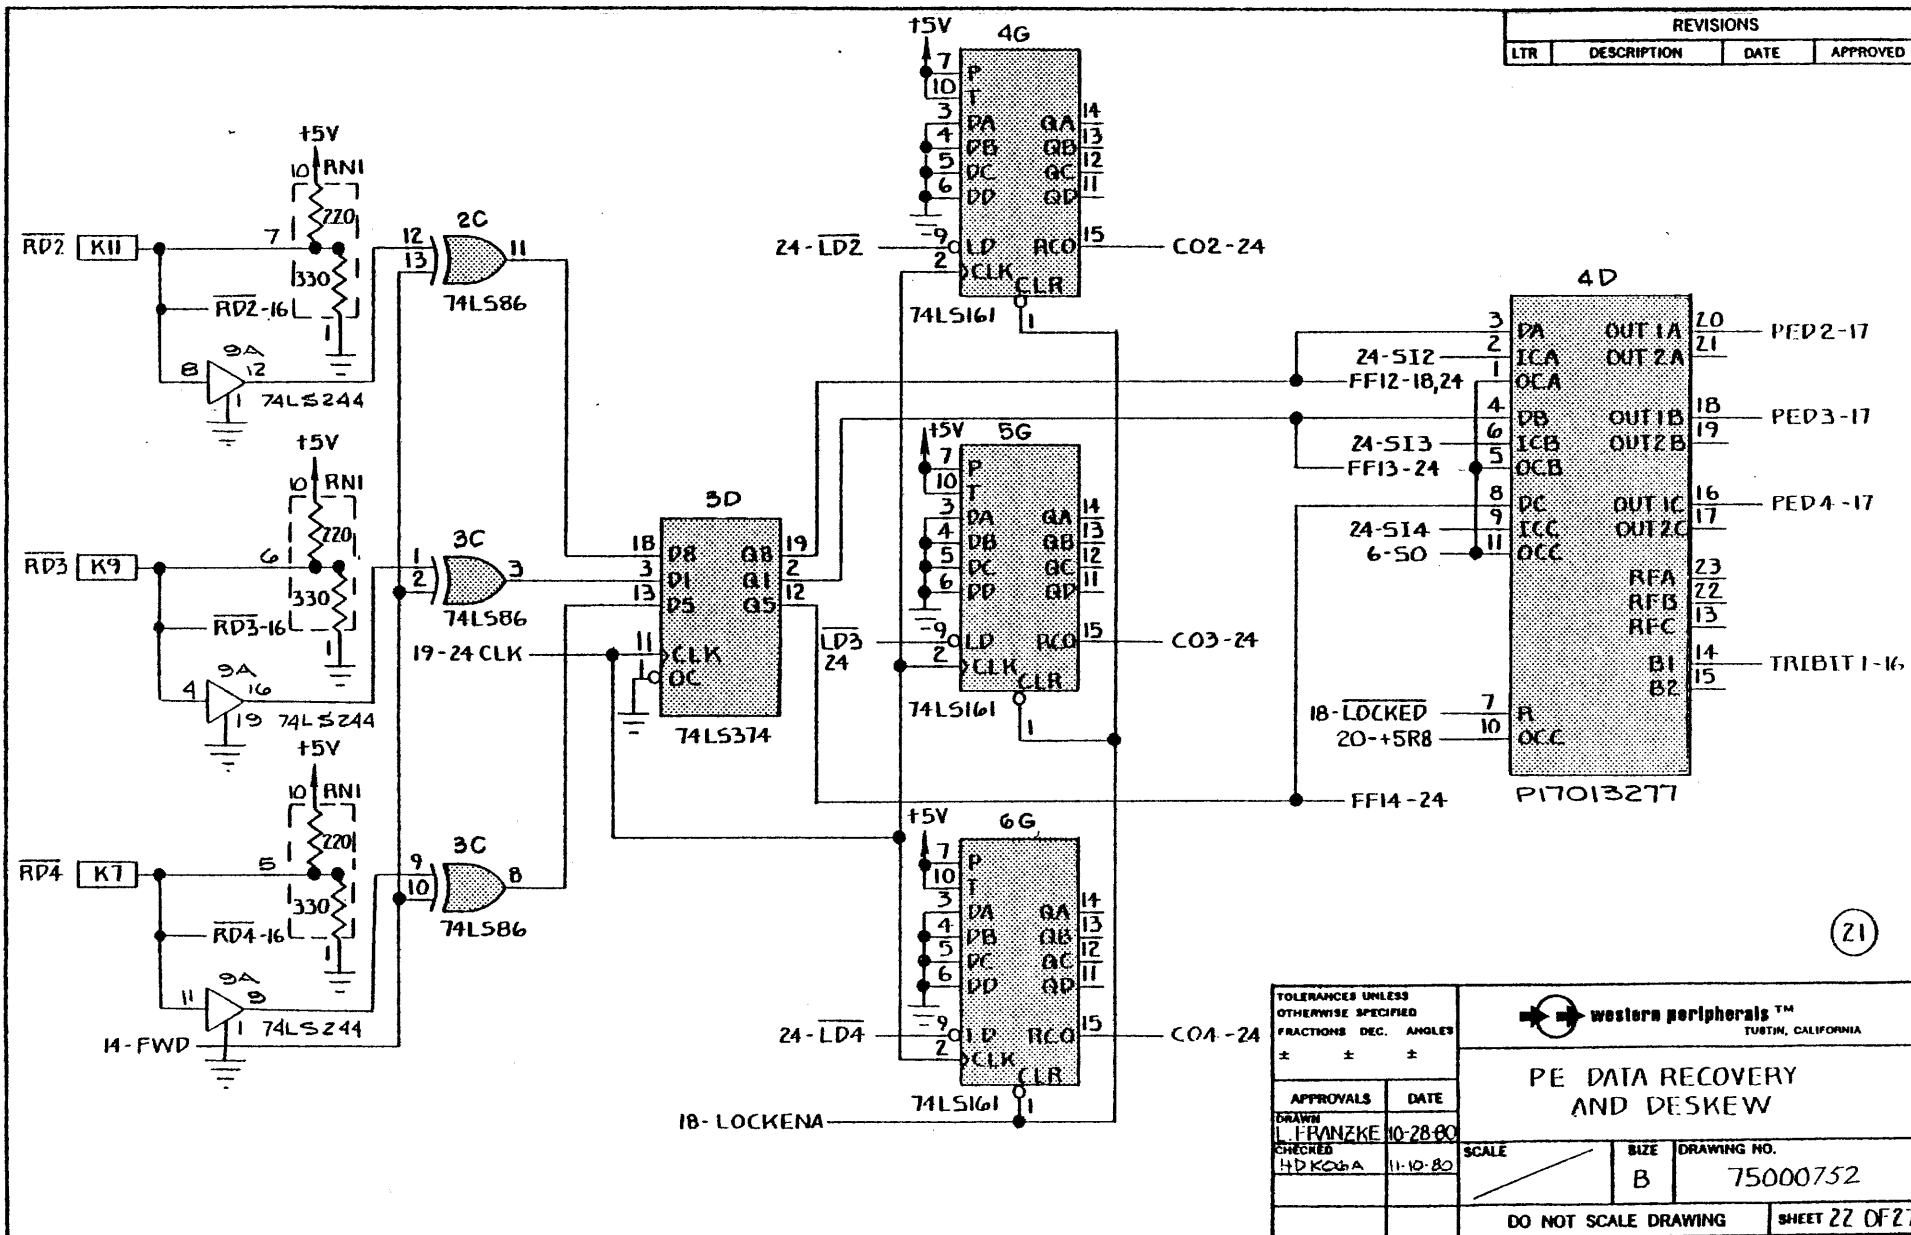 REVISIONS
LTR DESCRIPTION DATE APPROVED
+5V
4G
7 P
10 T
3 DA QA 14
4 DB QB 13
5 DC QC 12
6 DD QD 11
24-LD2 9 LD RCO 15 CO2-24
2 CLK
CLR
74LS161 1
+5V
10 RN1
220
RD2 K11 7
330
RD2-16
1
9A
8 12
1 74LS244
2C
12 11
13
74LS86
+5V
10 RN1
220
RD3 K9 6
330
RD3-16
1
9A
4 16
19 74LS244
3C
1 3
2
74LS86
+5V
10 RN1
220
RD4 K7 5
330
RD4-16
1
9A
11 9
1 74LS244
14-FWD
3C
9 8
10
74LS86
3D
18 D8 Q8 19
3 D1 Q1 2
13 D5 Q5 12
19-24 CLK 11 CLK
1 OC
74LS374
+5V
5G
7 P
10 T
3 DA QA 14
4 DB QB 13
5 DC QC 12
6 DD QD 11
LD3 9 LD RCO 15 CO3-24
24 2 CLK
CLR
74LS161 1
+5V
6G
7 P
10 T
3 DA QA 14
4 DB QB 13
5 DC QC 12
6 DD QD 11
24-LD4 9 LD RCO 15 CO4-24
2 CLK
CLR
74LS161 1
18-LOCKENA
4D
3 DA OUT 1A 20 PED2-17
24-SI2 2 ICA OUT 2A 21
FF12-18,24 1 OCA
4 DB OUT1B 18 PED3-17
24-SI3 6 ICB OUT2B 19
FF13-24 5 OCB
8 DC OUT 1C 16 PED4-17
24-SI4 9 ICC OUT2C 17
6-SO 11 OCC
RFA 23
RFB 22
RFC 13
B1 14 TRIBIT 1-16
B2 15
18-LOCKED 7 R
20-+5R8 10 OCC
FF14-24
P17013277
21
TOLERANCES UNLESS
OTHERWISE SPECIFIED
FRACTIONS DEC. ANGLES
± ± ±
APPROVALS DATE
DRAWN
L. FRANZKE 10-28-80
CHECKED
HD KOGA 11-10-80
western peripherals ™
TUSTIN, CALIFORNIA
PE DATA RECOVERY
AND DESKEW
SCALE SIZE DRAWING NO.
B 75000752
DO NOT SCALE DRAWING SHEET 22 OF 27